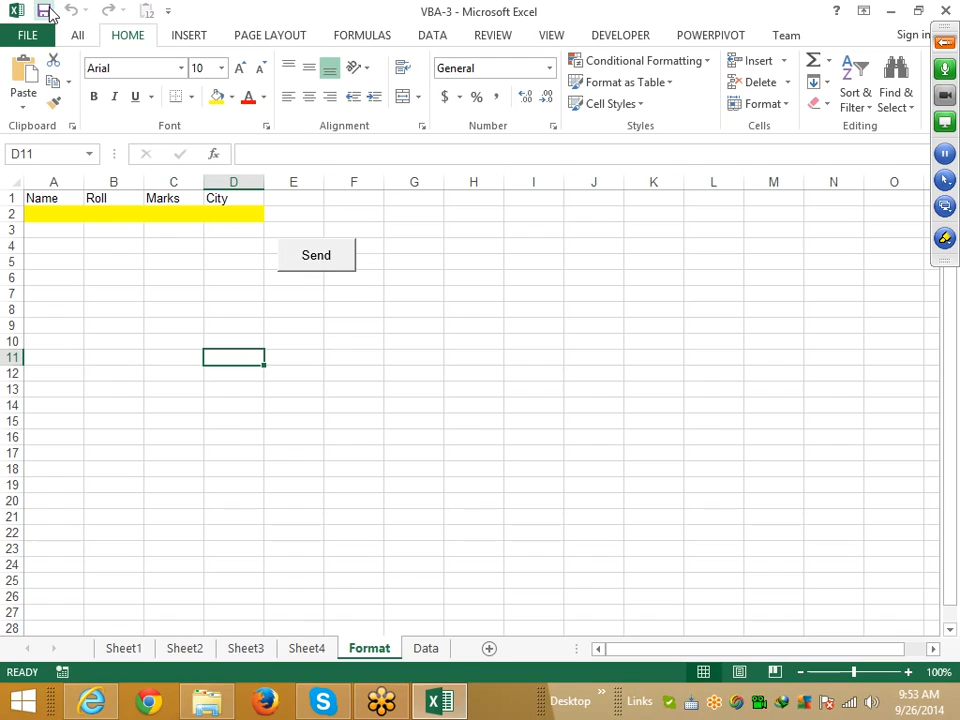 VBA-3 - Microsoft Excel
12
FILE All HOME INSERT PAGE LAYOUT FORMULAS DATA REVIEW VIEW DEVELOPER POWERPIVOT Team Sign in
Paste
Arial 10 A A
B I U A
General
$ % , .0 .00 .00 .0
Conditional Formatting
Format as Table
Cell Styles
Insert
Delete
Format
Sort & Filter
Find & Select
Clipboard Font Alignment Number Styles Cells Editing
D11 fx
A B C D E F G H I J K L M N O
1 Name Roll Marks City
2
3
4
Send
5
6
7
8
9
10
11
12
13
14
15
16
17
18
19
20
21
22
23
24
25
26
27
28
Sheet1 Sheet2 Sheet3 Sheet4 Format Data
READY 100%
Desktop Links 9:53 AM
9/26/2014